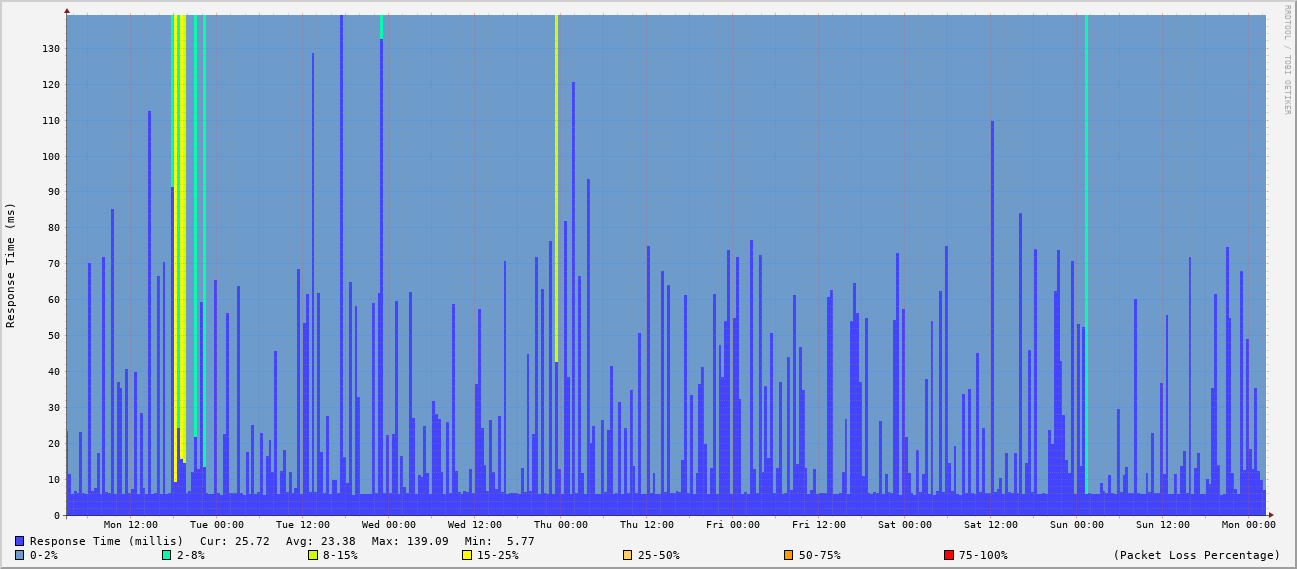 RRDTOOL / TOBI OETIKER
Response Time (ms)
130
120
110
100
90
80
70
60
50
40
30
20
10
0
Mon 12:00 Tue 00:00 Tue 12:00 Wed 00:00 Wed 12:00 Thu 00:00 Thu 12:00 Fri 00:00 Fri 12:00 Sat 00:00 Sat 12:00 Sun 00:00 Sun 12:00 Mon 00:00
Response Time (millis) Cur: 25.72 Avg: 23.38 Max: 139.09 Min: 5.77
0-2% 2-8% 8-15% 15-25% 25-50% 50-75% 75-100% (Packet Loss Percentage)